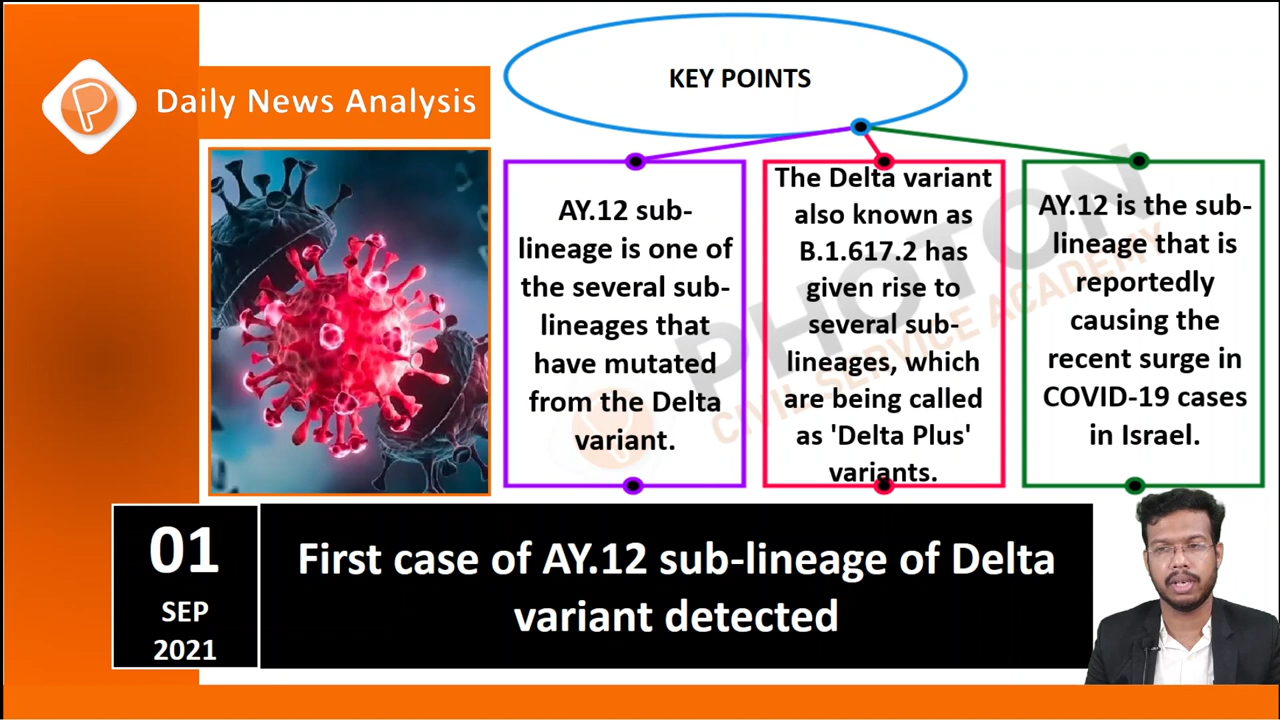 Daily News Analysis
KEY POINTS
AY.12 sub-
lineage is one of
the several sub-
lineages that
have mutated
from the Delta
variant.
The Delta variant
also known as
B.1.617.2 has
given rise to
several sub-
lineages, which
are being called
as 'Delta Plus'
variants.
AY.12 is the sub-
lineage that is
reportedly
causing the
recent surge in
COVID-19 cases
in Israel.
PHOTON
CIVIL SERVICE ACADEMY
01
SEP
2021
First case of AY.12 sub-lineage of Delta
variant detected